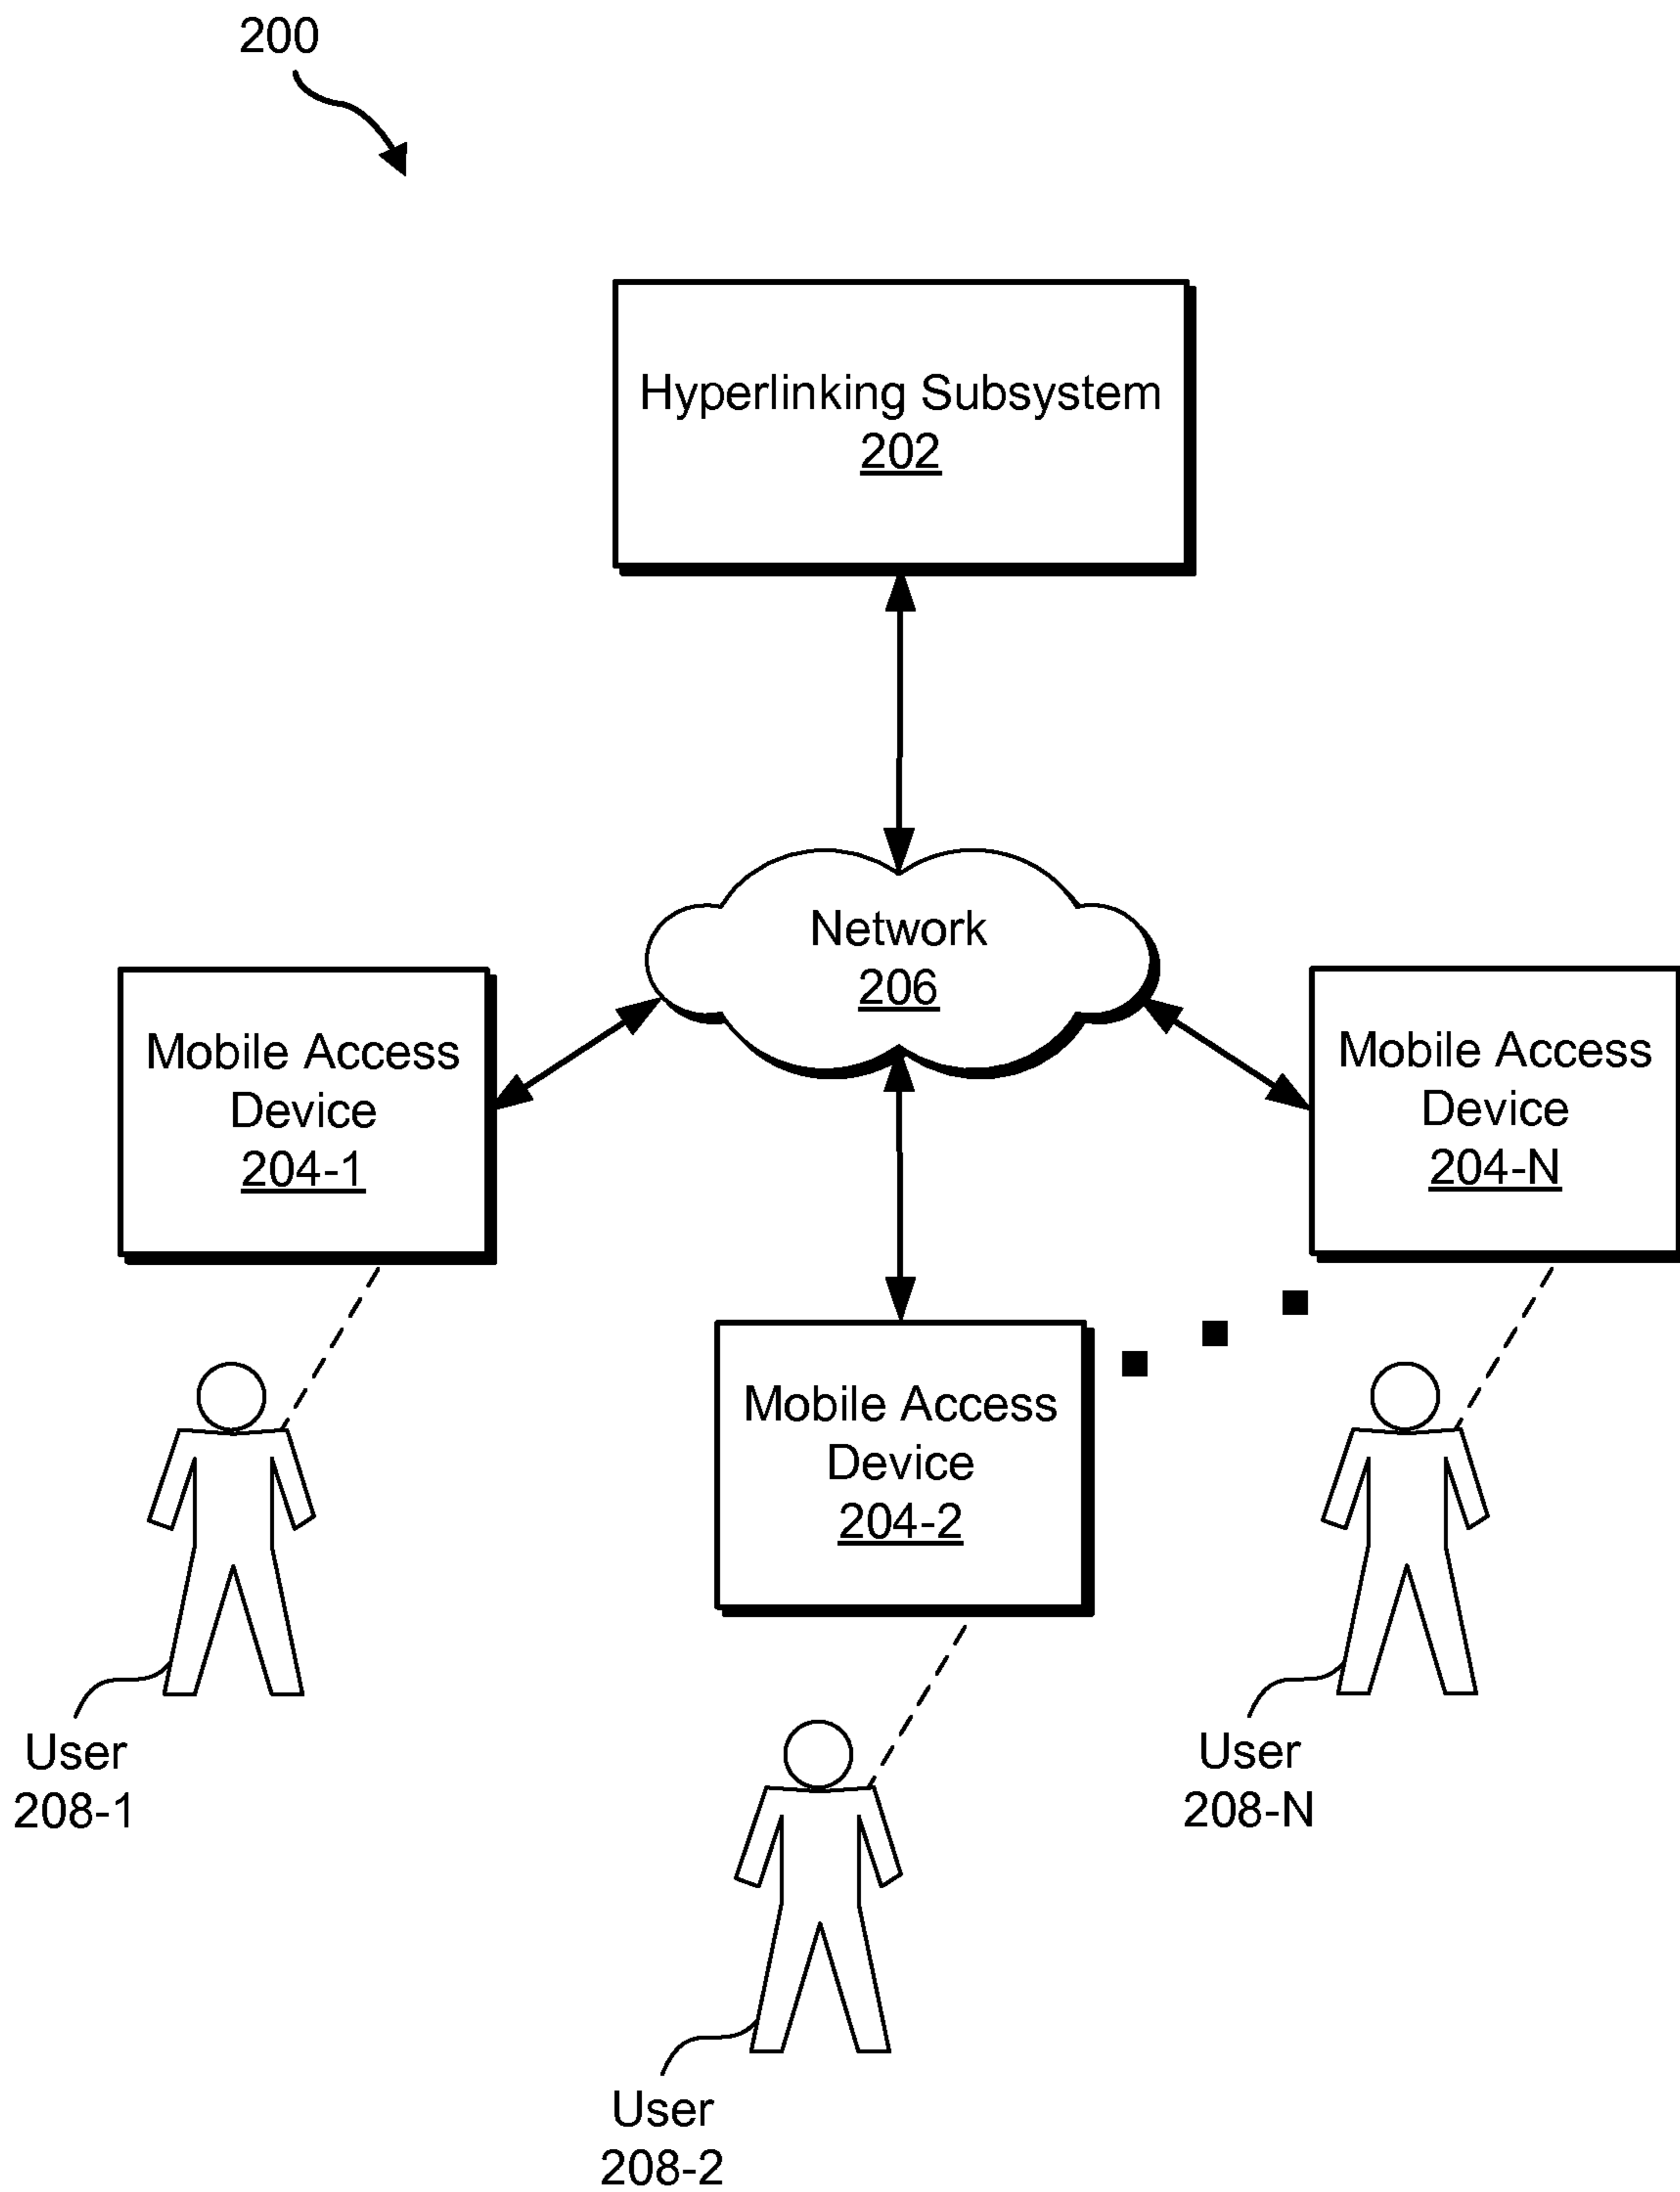 200
Hyperlinking Subsystem
202
Network
206
Mobile Access
Device
204-1
Mobile Access
Device
204-N
Mobile Access
Device
204-2
User
208-1
User
208-N
User
208-2